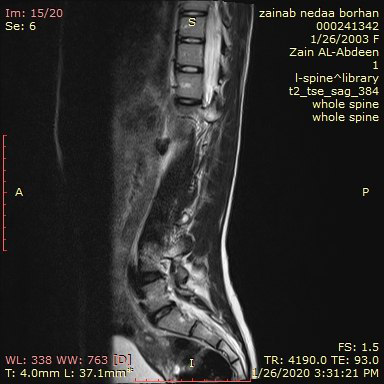 Im: 15/20
Se: 6
S
zainab nedaa borhan
000241342
1/26/2003 F
Zain AL-Abdeen
1
l-spine^library
t2_tse_sag_384
whole spine
whole spine
A
P
WL: 338 WW: 763 [D]
T: 4.0mm L: 37.1mm
I
FS: 1.5
TR: 4190.0 TE: 93.0
1/26/2020 3:31:21 PM